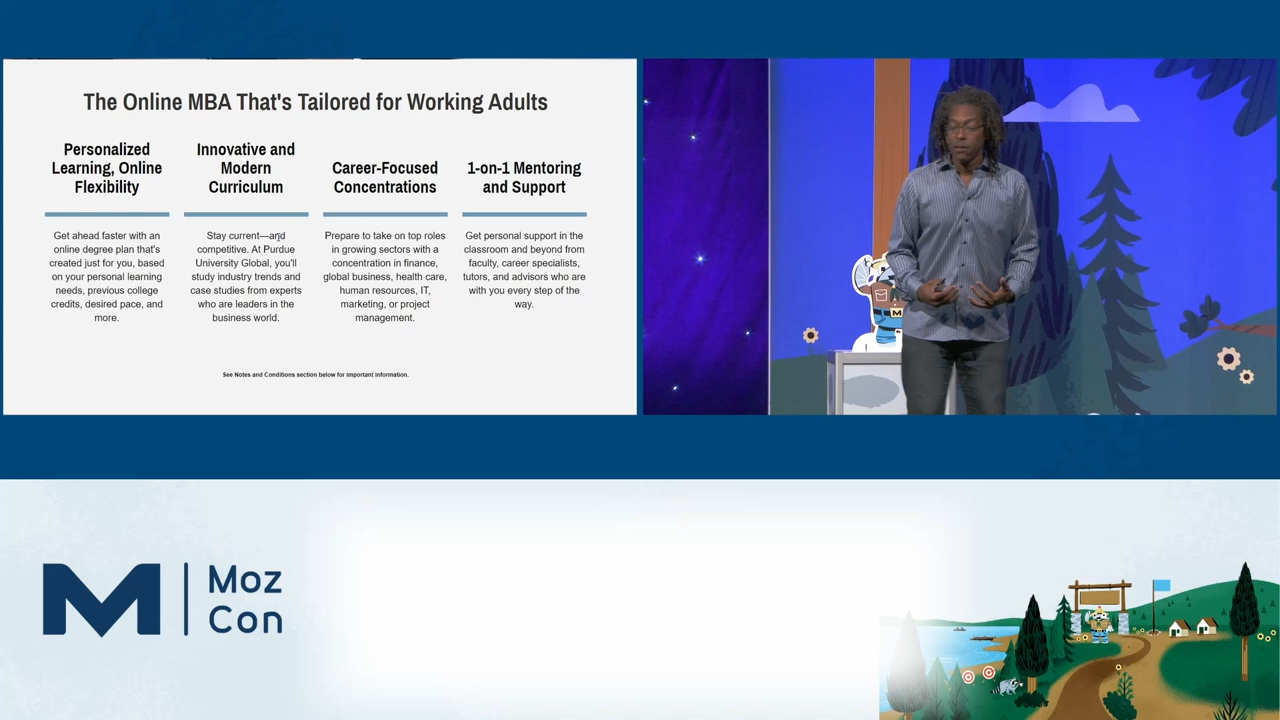 The Online MBA That's Tailored for Working Adults
Personalized
Learning, Online
Flexibility
Get ahead faster with an
online degree plan that's
created just for you, based
on your personal learning
needs, previous college
credits, desired pace, and
more.
Innovative and
Modern
Curriculum
Stay current—and
competitive. At Purdue
University Global, you'll
study industry trends and
case studies from experts
who are leaders in the
business world.
Career-Focused
Concentrations
Prepare to take on top roles
in growing sectors with a
concentration in finance,
global business, health care,
human resources, IT,
marketing, or project
management.
1-on-1 Mentoring
and Support
Get personal support in the
classroom and beyond from
faculty, career specialists,
tutors, and advisors who are
with you every step of the
way.
See Notes and Conditions section below for important information.
M
M
Moz
Con